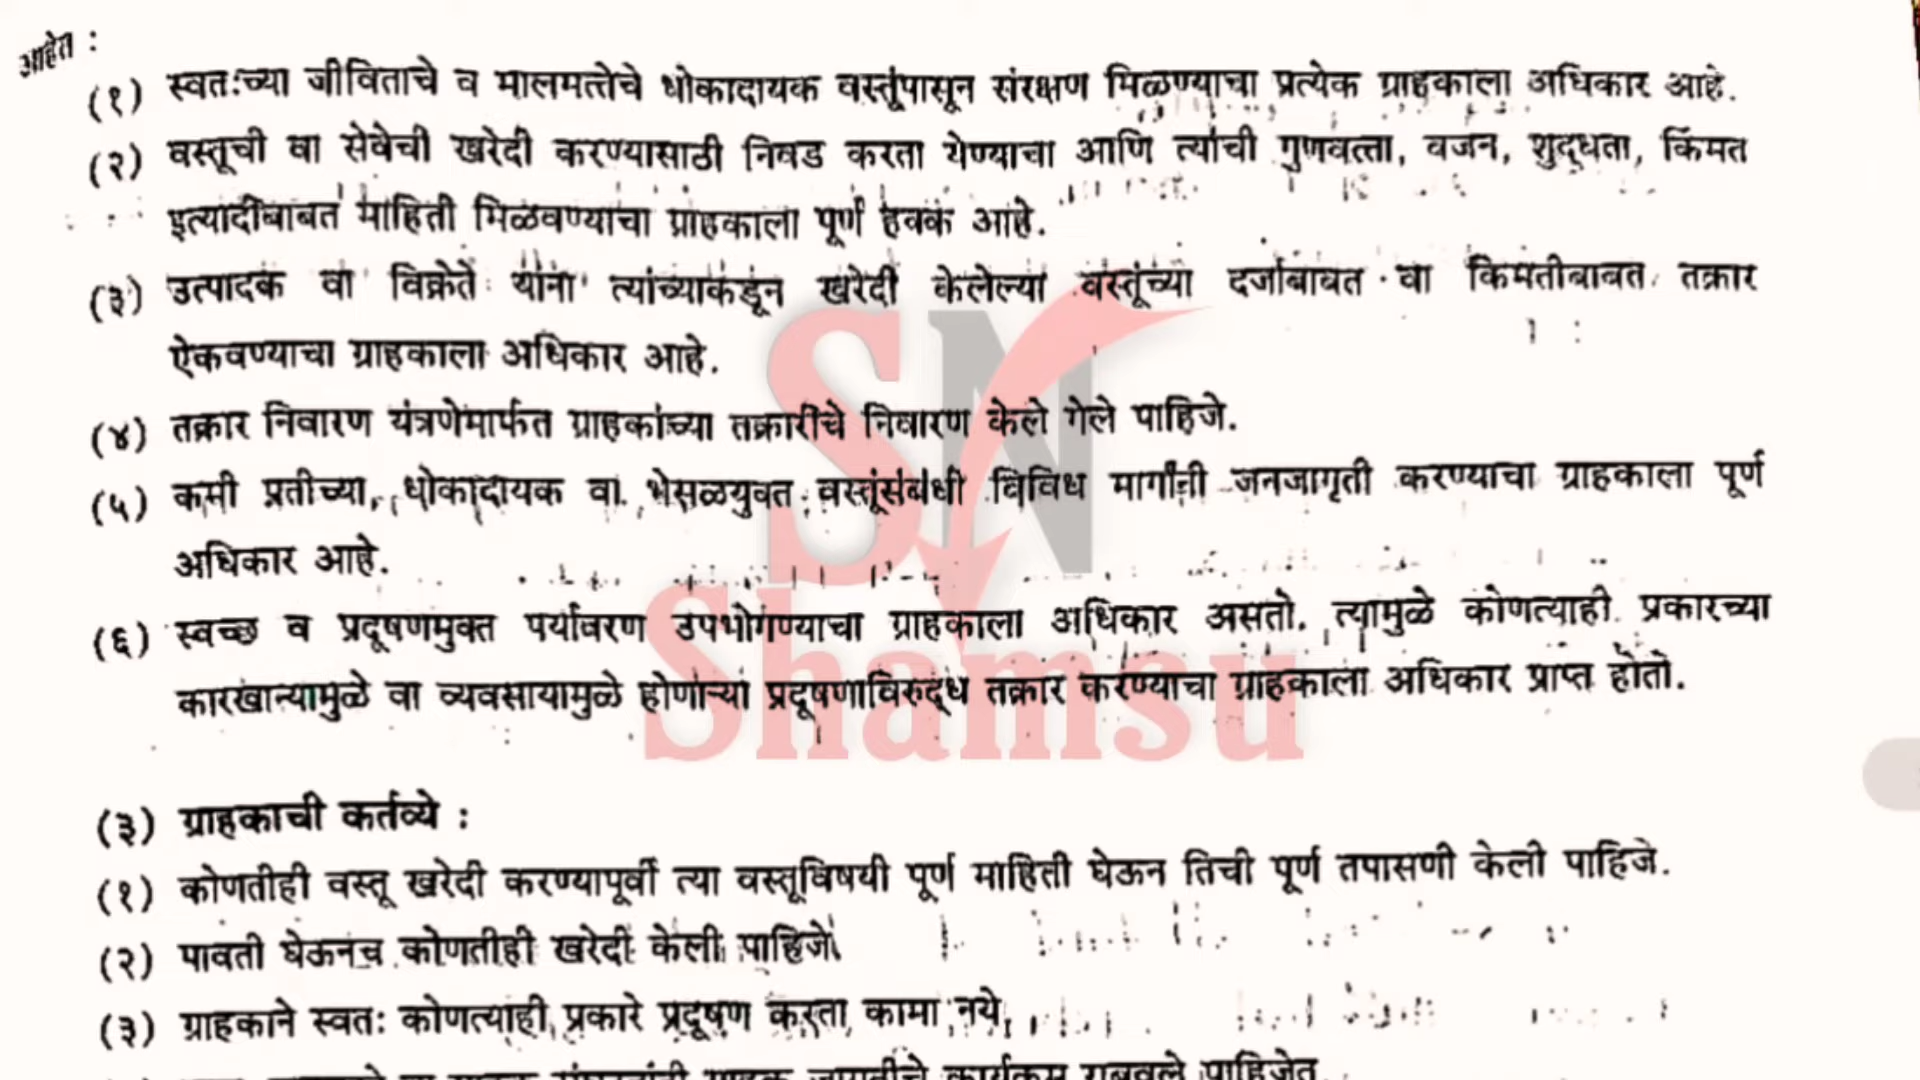 आहेत :
(१) स्वतःच्या जीविताचे व मालमत्तेचे धोकादायक वस्तूंपासून संरक्षण मिळण्याचा प्रत्येक ग्राहकाला अधिकार आहे.
(२) वस्तूची वा सेवेची खरेदी करण्यासाठी निवड करता येण्याचा आणि त्यांची गुणवत्ता, वजन, शुद्धता, किंमत
इत्यादींबाबत माहिती मिळवण्याचा ग्राहकाला पूर्ण हक्क आहे.
(३) उत्पादक वा विक्रेते यांना त्यांच्याकडून खरेदी केलेल्या वस्तूंच्या दर्जाबाबत वा किमतीबाबत तक्रार
ऐकवण्याचा ग्राहकाला अधिकार आहे.
(४) तक्रार निवारण यंत्रणेमार्फत ग्राहकांच्या तक्रारींचे निवारण केले गेले पाहिजे.
(५) कमी प्रतीच्या, धोकादायक वा भेसळयुक्त वस्तूंसंबंधी विविध मार्गांनी जनजागृती करण्याचा ग्राहकाला पूर्ण
अधिकार आहे.
(६) स्वच्छ व प्रदूषणमुक्त पर्यावरण उपभोगण्याचा ग्राहकाला अधिकार असतो. त्यामुळे कोणत्याही प्रकारच्या
कारखान्यामुळे वा व्यवसायामुळे होणाऱ्या प्रदूषणाविरुद्ध तक्रार करण्याचा ग्राहकाला अधिकार प्राप्त होतो.
SN
Shamsu
(३) ग्राहकाची कर्तव्ये :
(१) कोणतीही वस्तू खरेदी करण्यापूर्वी त्या वस्तूविषयी पूर्ण माहिती घेऊन तिची पूर्ण तपासणी केली पाहिजे.
(२) पावती घेऊनच कोणतीही खरेदी केली पाहिजे.
(३) ग्राहकाने स्वतः कोणत्याही प्रकारे प्रदूषण करता कामा नये.
जागृतीचे कार्यक्रम राबवले पाहिजेत.